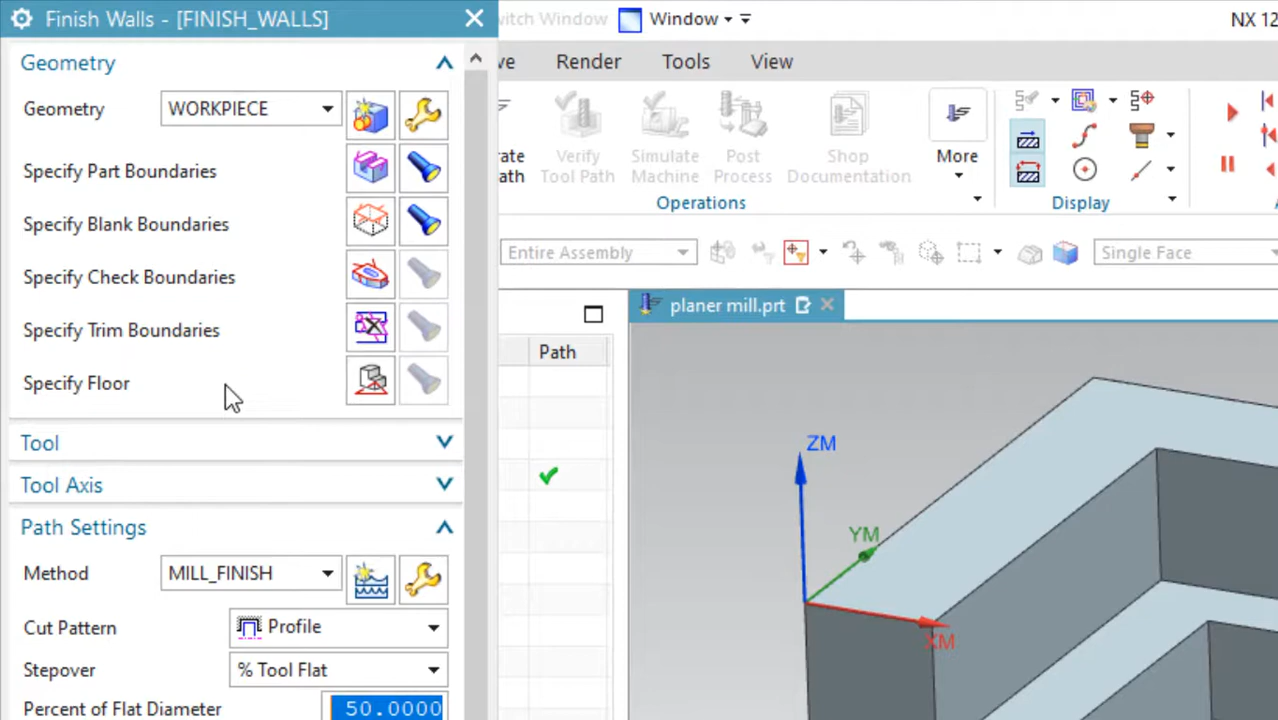 Finish Walls - [FINISH_WALLS]
witch Window
Window
NX 12
Geometry
ve
Render
Tools
View
Geometry
WORKPIECE
Specify Part Boundaries
Specify Blank Boundaries
Specify Check Boundaries
Specify Trim Boundaries
Specify Floor
rate
ath
Verify
Tool Path
Simulate
Machine
Post
Process
Shop
Documentation
More
Operations
Display
Entire Assembly
Single Face
planer mill.prt
Path
Tool
Tool Axis
Path Settings
Method
MILL_FINISH
Cut Pattern
Profile
Stepover
% Tool Flat
Percent of Flat Diameter
50.0000
ZM
YM
XM